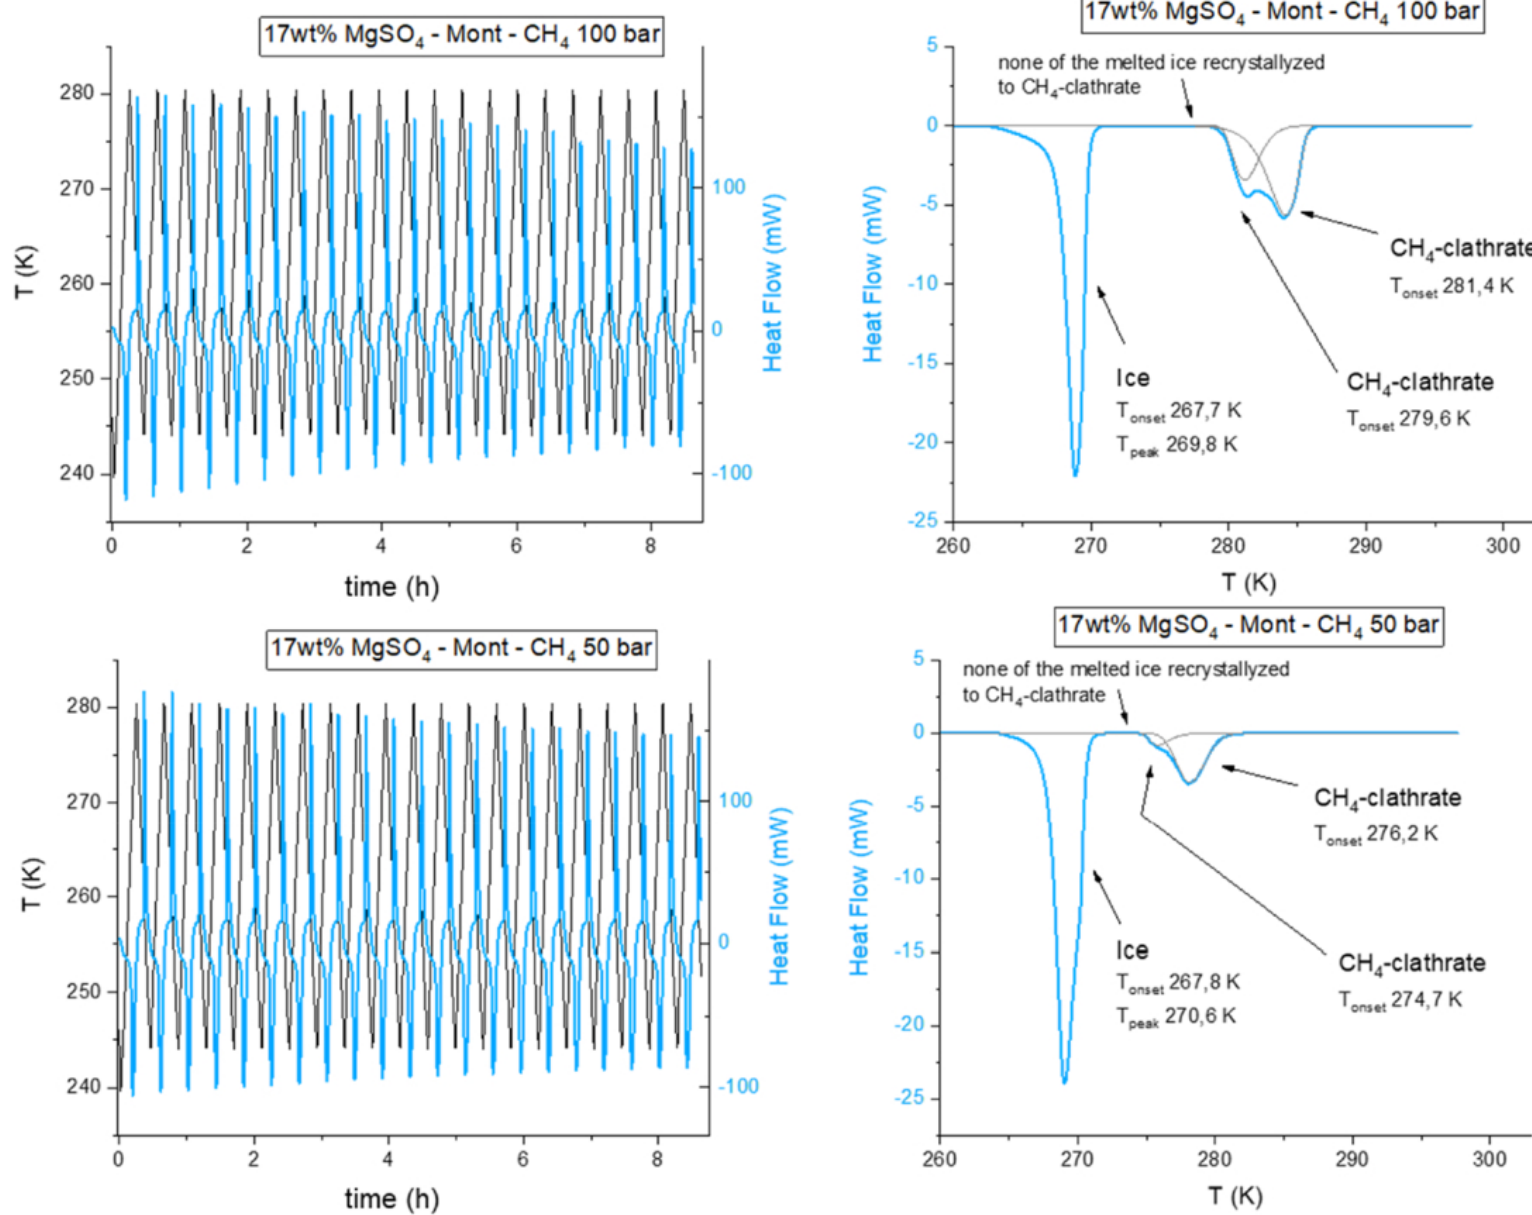 17wt% MgSO4 - Mont - CH4 100 bar
T (K)
280
270
260
250
240
100
0
-100
Heat Flow (mW)
0
2
4
6
8
time (h)
17wt% MgSO4 - Mont - CH4 100 bar
none of the melted ice recrystallyzed
to CH4-clathrate
Heat Flow (mW)
5
0
-5
-10
-15
-20
-25
CH4-clathrate
Tonset 281,4 K
CH4-clathrate
Tonset 279,6 K
Ice
Tonset 267,7 K
Tpeak 269,8 K
260
270
280
290
300
T (K)
17wt% MgSO4 - Mont - CH4 50 bar
T (K)
280
270
260
250
240
100
0
-100
Heat Flow (mW)
0
2
4
6
8
time (h)
17wt% MgSO4 - Mont - CH4 50 bar
none of the melted ice recrystallyzed
to CH4-clathrate
Heat Flow (mW)
5
0
-5
-10
-15
-20
-25
CH4-clathrate
Tonset 276,2 K
CH4-clathrate
Tonset 274,7 K
Ice
Tonset 267,8 K
Tpeak 270,6 K
260
270
280
290
300
T (K)